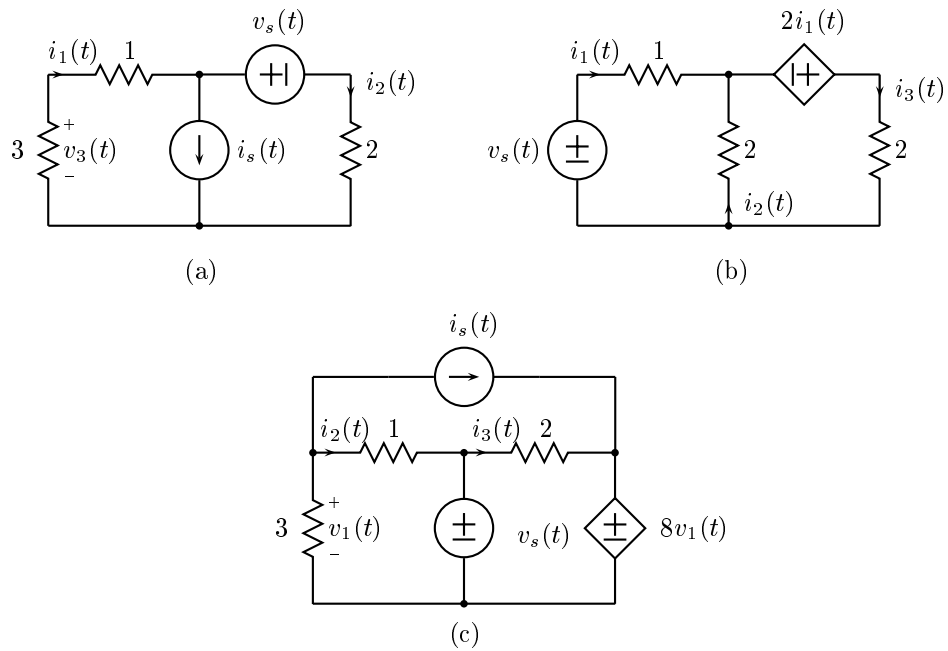 v_s(t) 2i_1(t)
i_1(t) 1 i_1(t) 1
i_2(t) i_3(t)
+
3 v_3(t) i_s(t) 2 v_s(t) + 2 2
−
i_2(t)
(a) (b)
i_s(t)
i_2(t) 1 i_3(t) 2
+
3 v_1(t) v_s(t) 8v_1(t)
−
(c)